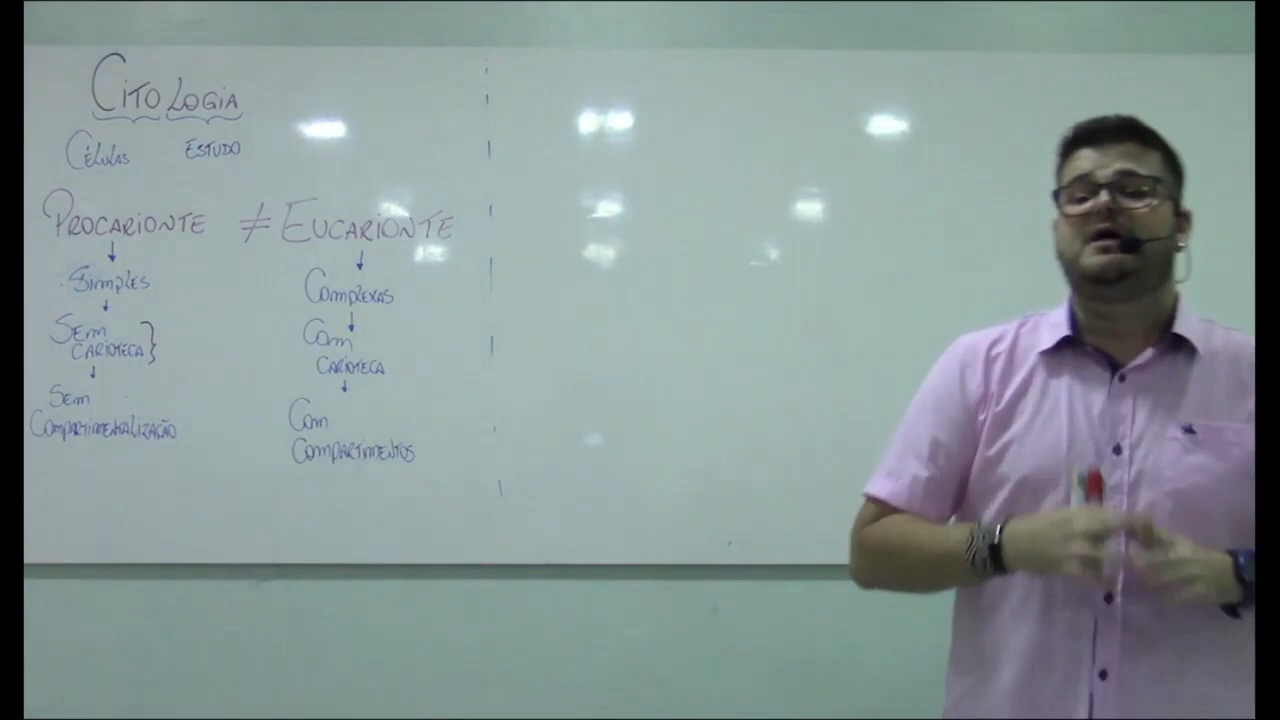 CITOLOGIA
CÉLULAS ESTUDO
PROCARIONTE ≠ EUCARIONTE
SIMPLES
COMPLEXAS
SEM
CARIOTECA
COM
CARIOTECA
SEM
COMPARTIMENTALIZAÇÃO
COM
COMPARTIMENTOS